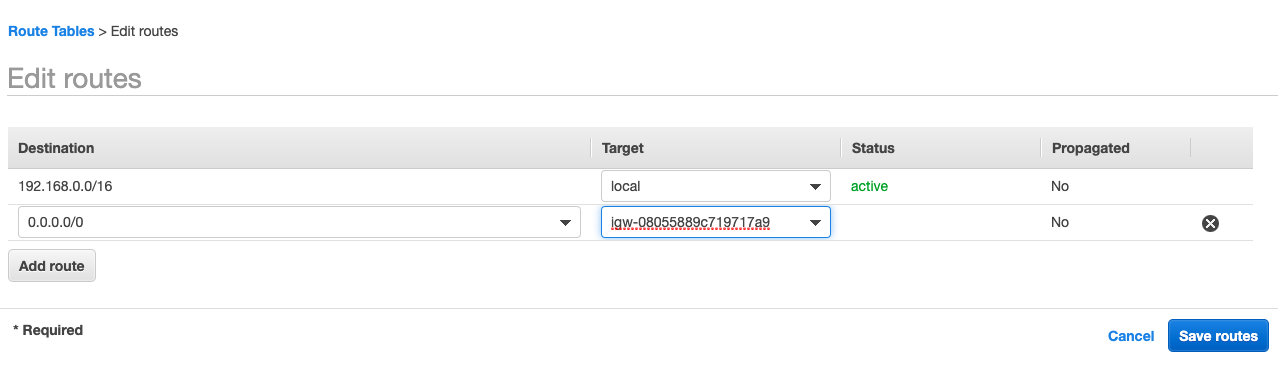 Route Tables > Edit routes
Edit routes
Destination Target Status Propagated
192.168.0.0/16 local active No
0.0.0.0/0 igw-08055889c719717a9 No
Add route
* Required
Cancel Save routes